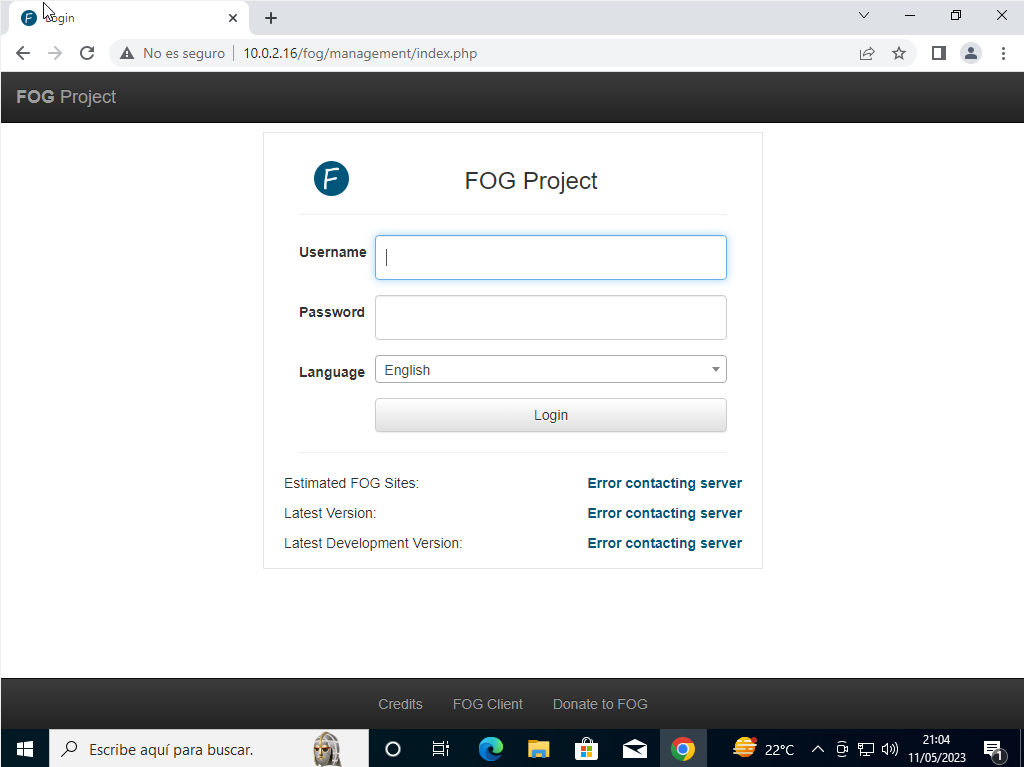 Login
No es seguro 10.0.2.16/fog/management/index.php
FOG Project
F FOG Project
Username
Password
Language English
Login
Estimated FOG Sites: Error contacting server
Latest Version: Error contacting server
Latest Development Version: Error contacting server
Credits FOG Client Donate to FOG
Escribe aquí para buscar. 22°C 21:04
11/05/2023 1